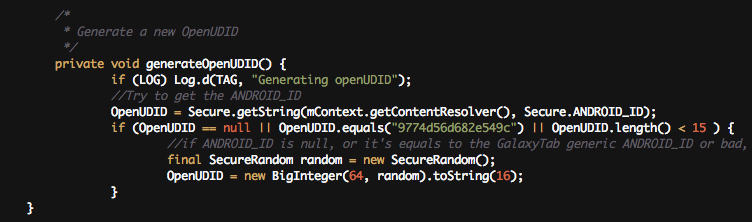 /*
 * Generate a new OpenUDID
 */
private void generateOpenUDID() {
        if (LOG) Log.d(TAG, "Generating openUDID");
        //Try to get the ANDROID_ID
        OpenUDID = Secure.getString(mContext.getContentResolver(), Secure.ANDROID_ID);
        if (OpenUDID == null || OpenUDID.equals("9774d56d682e549c") || OpenUDID.length() < 15 ) {
                //if ANDROID_ID is null, or it's equals to the GalaxyTab generic ANDROID_ID or bad,
                final SecureRandom random = new SecureRandom();
                OpenUDID = new BigInteger(64, random).toString(16);
        }
}